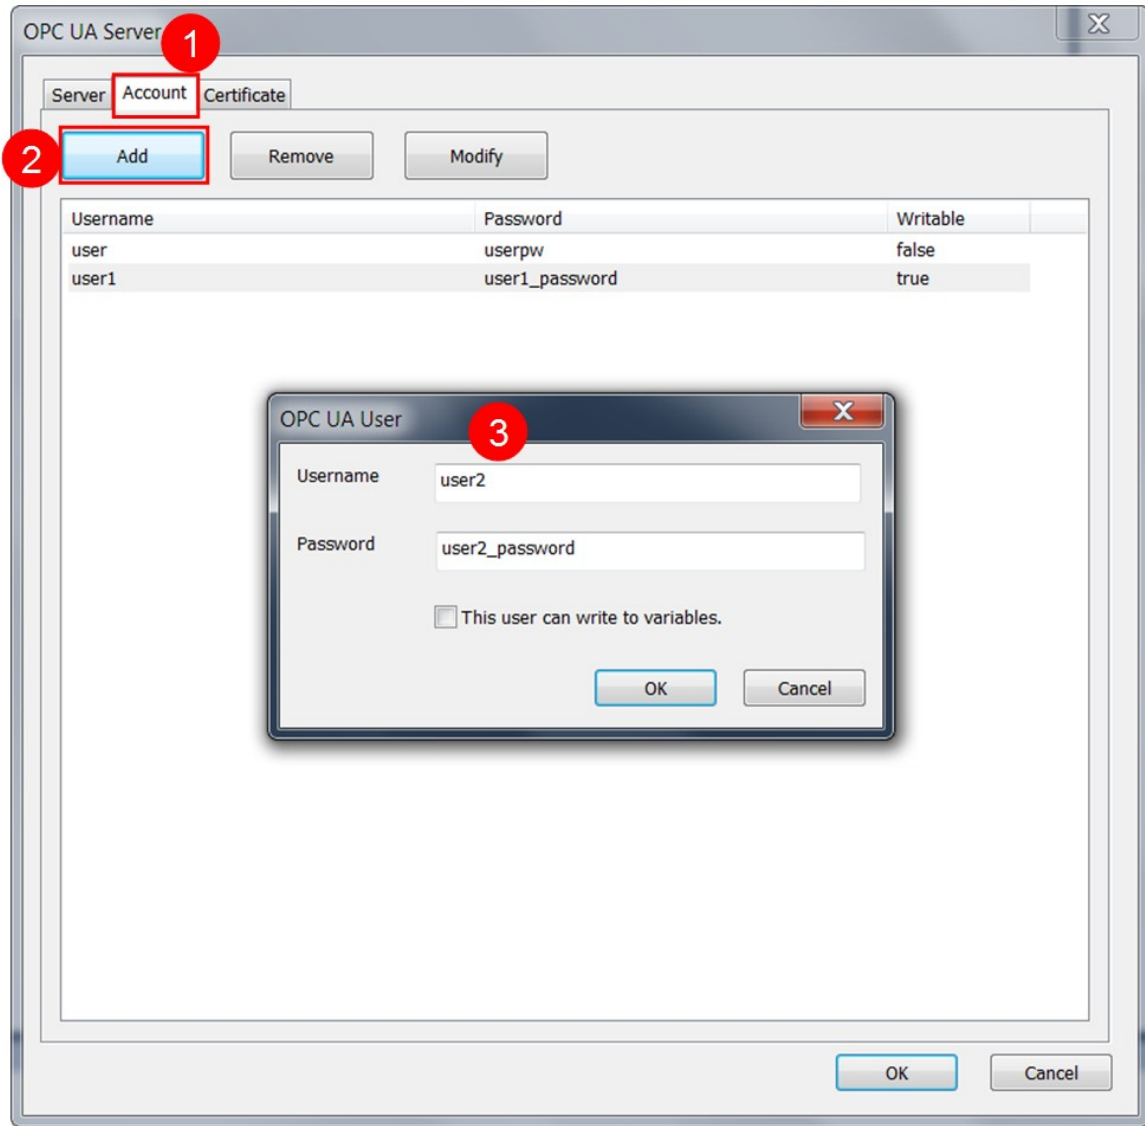 OPC UA Server
1
Server Account Certificate
2
Add Remove Modify
Username Password Writable
user userpw false
user1 user1_password true
OPC UA User
3
Username user2
Password user2_password
This user can write to variables.
OK Cancel
OK Cancel